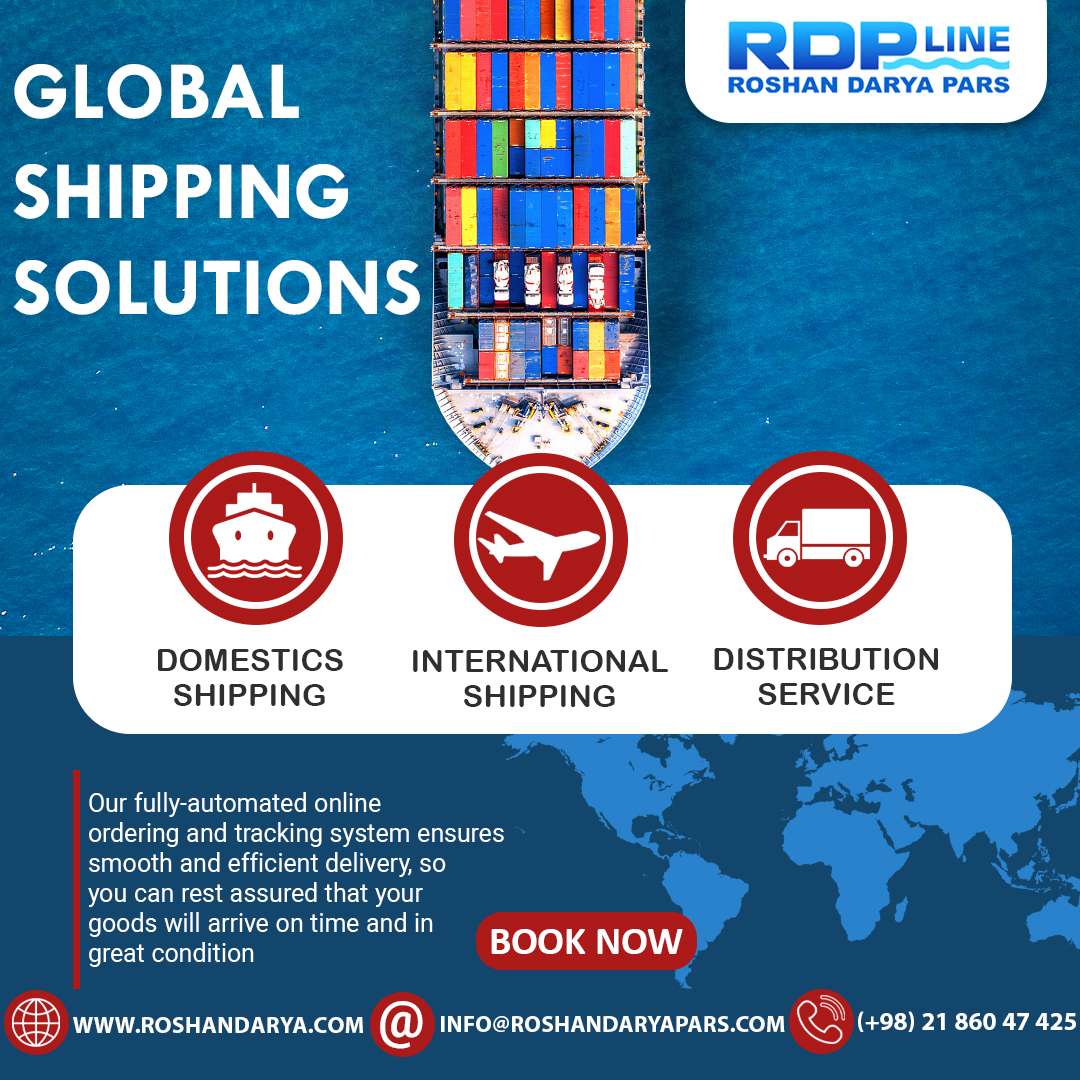 RDP LINE
ROSHAN DARYA PARS
GLOBAL
SHIPPING
SOLUTIONS
DOMESTICS
SHIPPING
INTERNATIONAL
SHIPPING
DISTRIBUTION
SERVICE
Our fully-automated online
ordering and tracking system ensures
smooth and efficient delivery, so
you can rest assured that your
goods will arrive on time and in
great condition
BOOK NOW
WWW.ROSHANDARYA.COM
@
INFO@ROSHANDARYAPARS.COM
(+98) 21 860 47 425